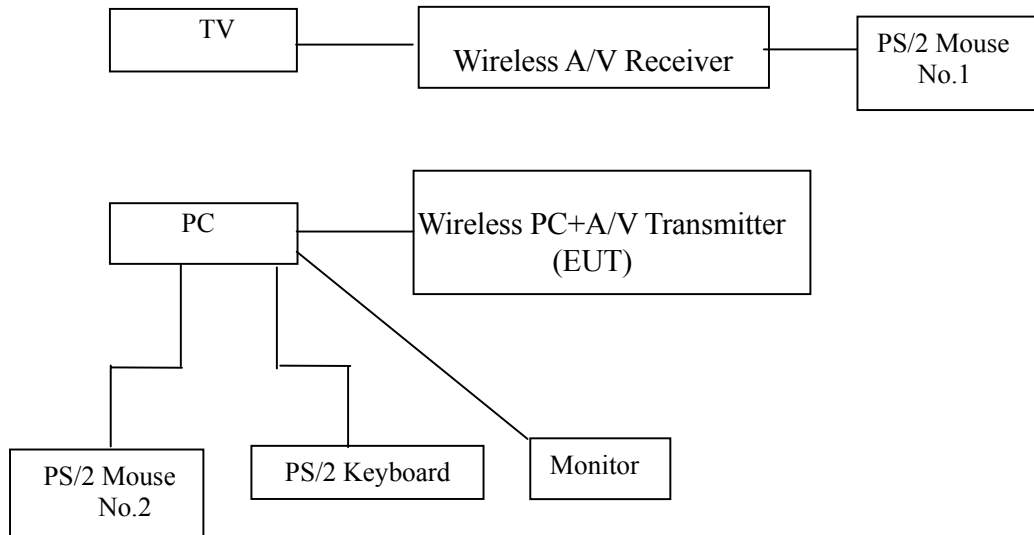 TV
Wireless A/V Receiver
PS/2 Mouse
No.1
PC
Wireless PC+A/V Transmitter
(EUT)
PS/2 Mouse
No.2
PS/2 Keyboard
Monitor